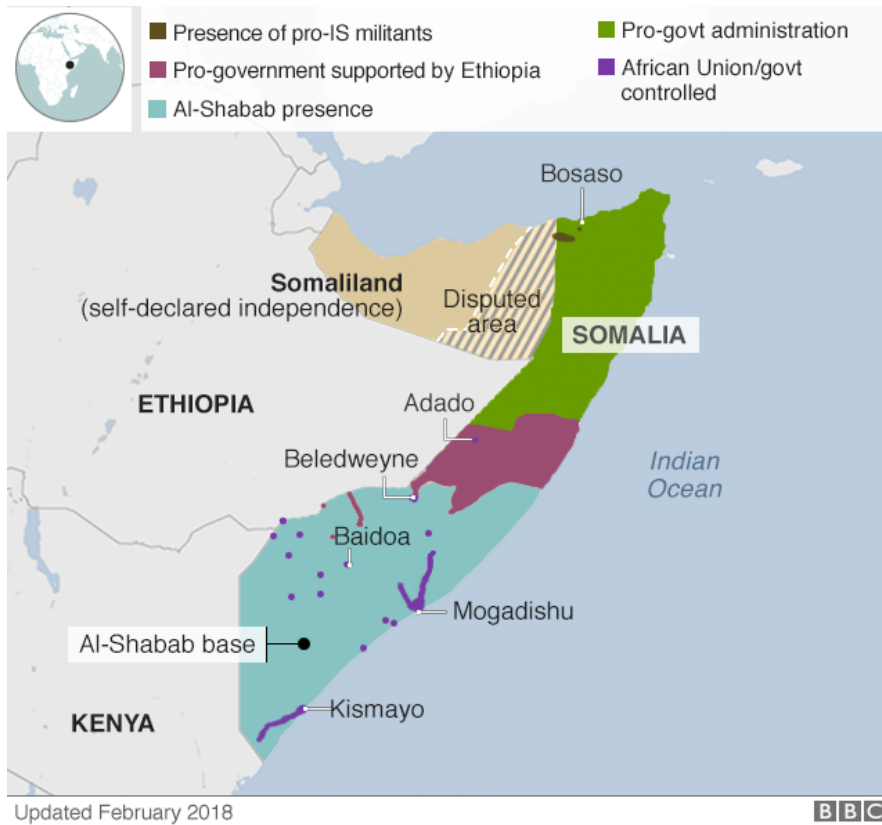 Presence of pro-IS militants
Pro-government supported by Ethiopia
Al-Shabab presence
Pro-govt administration
African Union/govt
controlled
Bosaso
Somaliland
(self-declared independence)
Disputed
area
SOMALIA
ETHIOPIA
Adado
Beledweyne
Indian
Ocean
Baidoa
Mogadishu
Al-Shabab base
Kismayo
KENYA
Updated February 2018
BBC